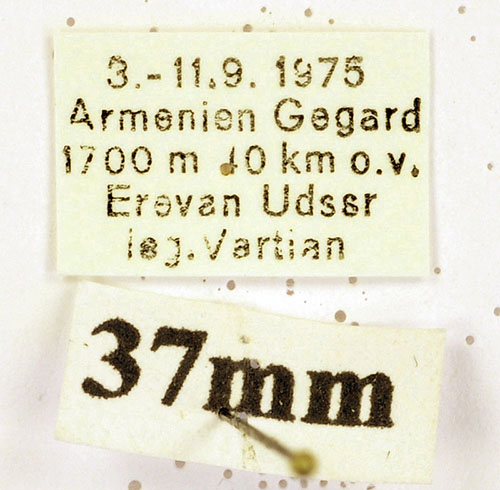 3.-11.9. 1975
Armenien Gegard
1700 m 40 km o.v.
Erevan Udssr
leg. Vartian
37mm